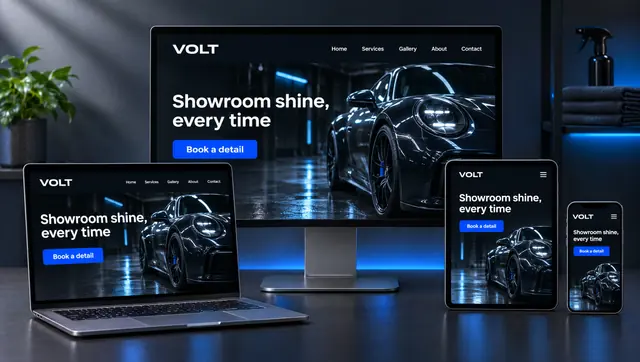 VOLT
Home Services Gallery About Contact
Showroom shine,
every time
Book a detail
VOLT
Home Services Gallery About Contact
Showroom shine,
every time
Book a detail
VOLT
Showroom shine,
every time
Book a detail
VOLT
Showroom shine,
every time
Book a detail